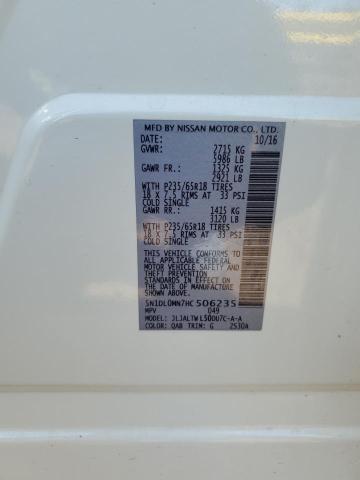 MFD BY NISSAN MOTOR CO., LTD.
DATE: 10/16
GVWR: 2715 KG
5986 LB
GAWR FR.: 1325 KG
2921 LB
WITH P235/65R18 TIRES
18 X 7.5 RIMS AT 33 PSI
COLD SINGLE
GAWR RR.: 1415 KG
3120 LB
WITH P235/65R18 TIRES
18 X 7.5 RIMS AT 33 PSI
COLD SINGLE
THIS VEHICLE CONFORMS TO ALL
APPLICABLE U.S. FEDERAL
MOTOR VEHICLE SAFETY, BUMPER,
AND THEFT PREVENTION
STANDARDS IN EFFECT ON THE
DATE OF MANUFACTURE SHOWN
ABOVE.
5N1DL0MN7HC506235
MPV 049
MODEL: JLJALTWL50OU7C-A-A
COLOR: QAB TRIM: G 2530A